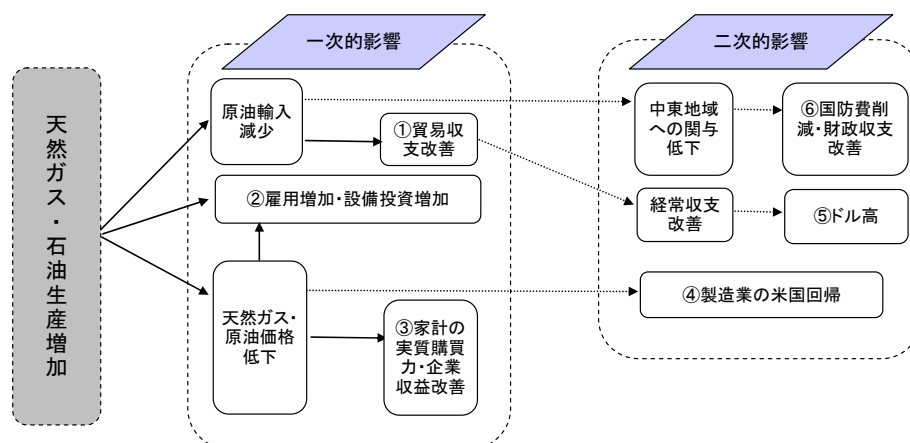 一次的影響
二次的影響
天然ガス・石油生産増加
原油輸入
減少
①貿易収
支改善
②雇用増加・設備投資増加
天然ガス・
原油価格
低下
③家計の
実質購買
力・企業
収益改善
中東地域
への関与
低下
⑥国防費削
減・財政収支
改善
経常収支
改善
⑤ドル高
④製造業の米国回帰